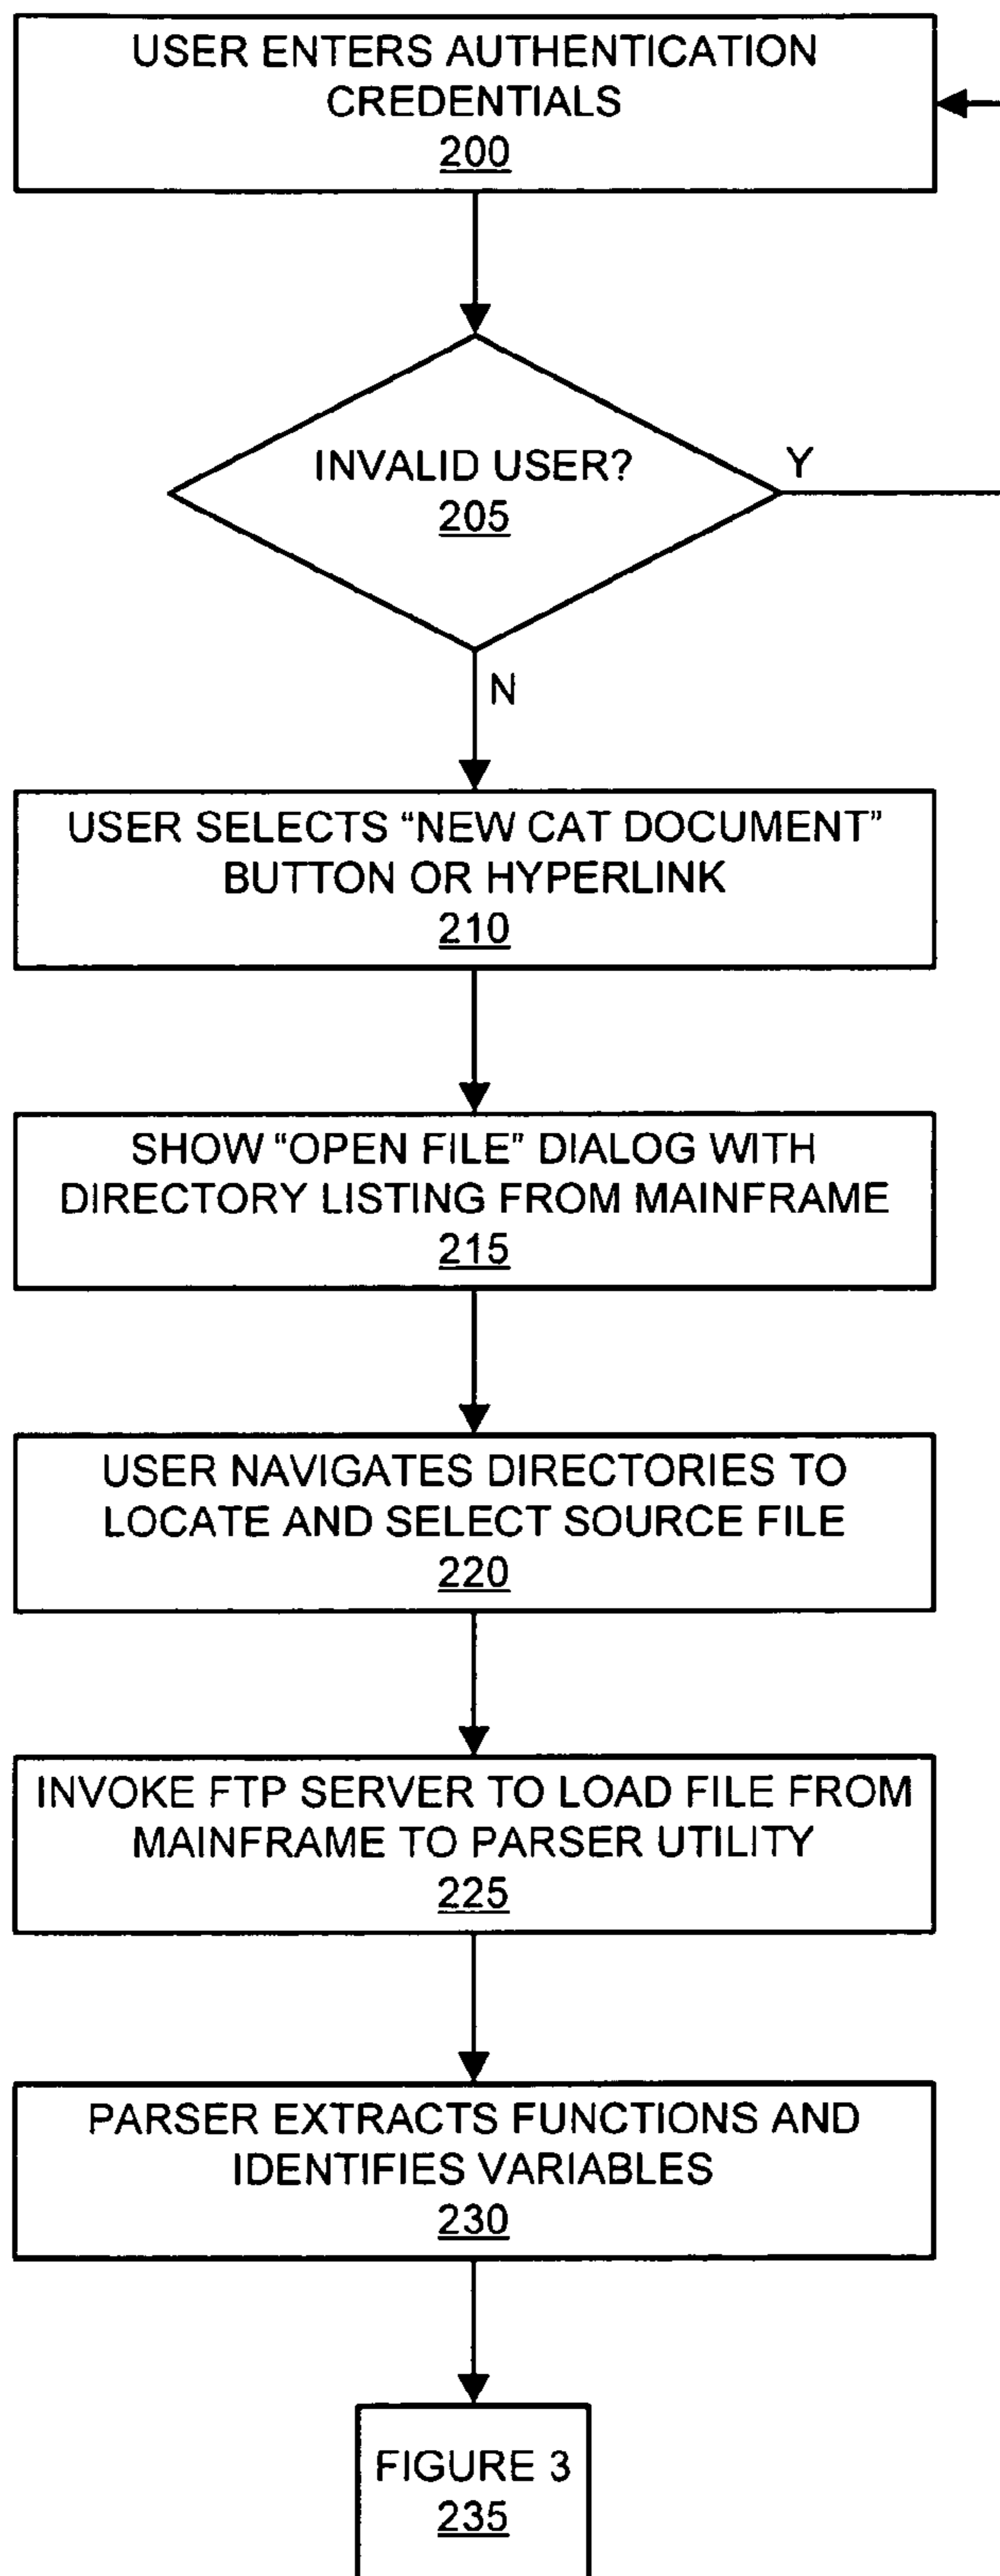 USER ENTERS AUTHENTICATION
CREDENTIALS
200
INVALID USER?
205
Y
N
USER SELECTS “NEW CAT DOCUMENT”
BUTTON OR HYPERLINK
210
SHOW “OPEN FILE” DIALOG WITH
DIRECTORY LISTING FROM MAINFRAME
215
USER NAVIGATES DIRECTORIES TO
LOCATE AND SELECT SOURCE FILE
220
INVOKE FTP SERVER TO LOAD FILE FROM
MAINFRAME TO PARSER UTILITY
225
PARSER EXTRACTS FUNCTIONS AND
IDENTIFIES VARIABLES
230
FIGURE 3
235